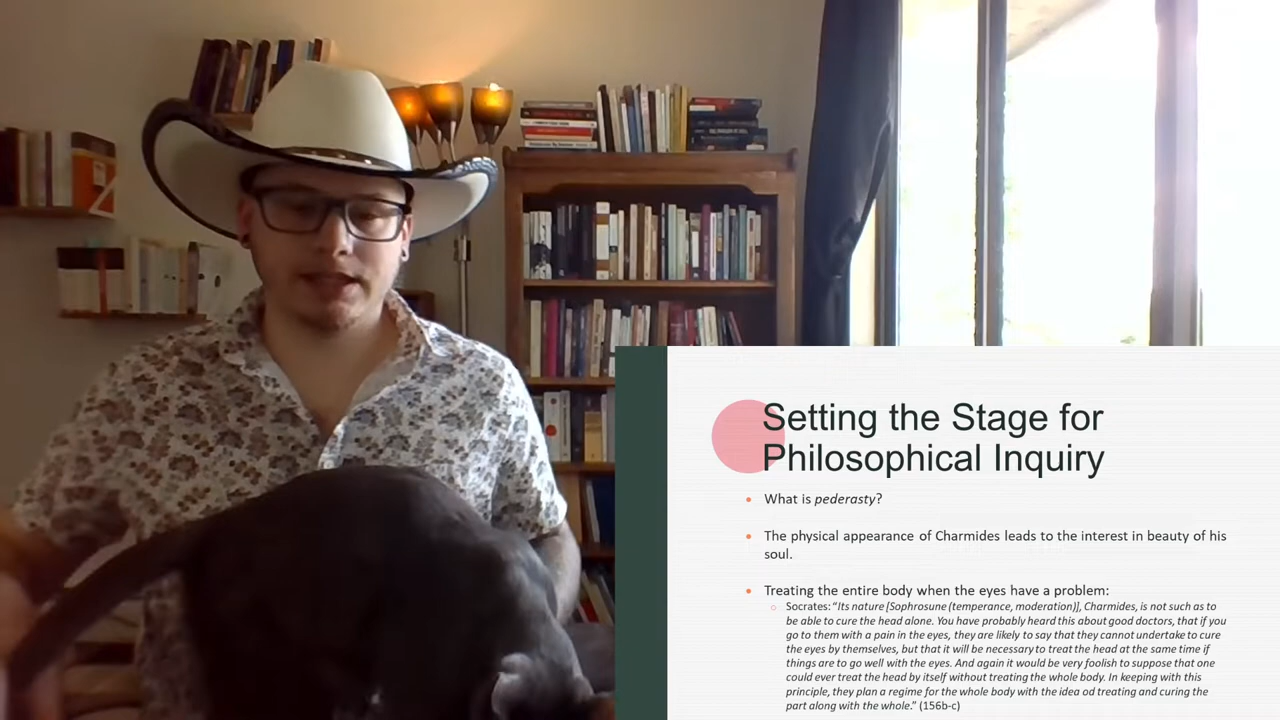 Setting the Stage for
Philosophical Inquiry
What is pederasty?
The physical appearance of Charmides leads to the interest in beauty of his
soul.
Treating the entire body when the eyes have a problem:
Socrates: “Its nature [Sophrosune (temperance, moderation)], Charmides, is not such as to
be able to cure the head alone. You have probably heard this about good doctors, that if you
go to them with a pain in the eyes, they are likely to say that they cannot undertake to cure
the eyes by themselves, but that it will be necessary to treat the head at the same time if
things are to go well with the eyes. And again it would be very foolish to suppose that one
could ever treat the head by itself without treating the whole body. In keeping with this
principle, they plan a regime for the whole body with the idea od treating and curing the
part along with the whole.” (156b-c)